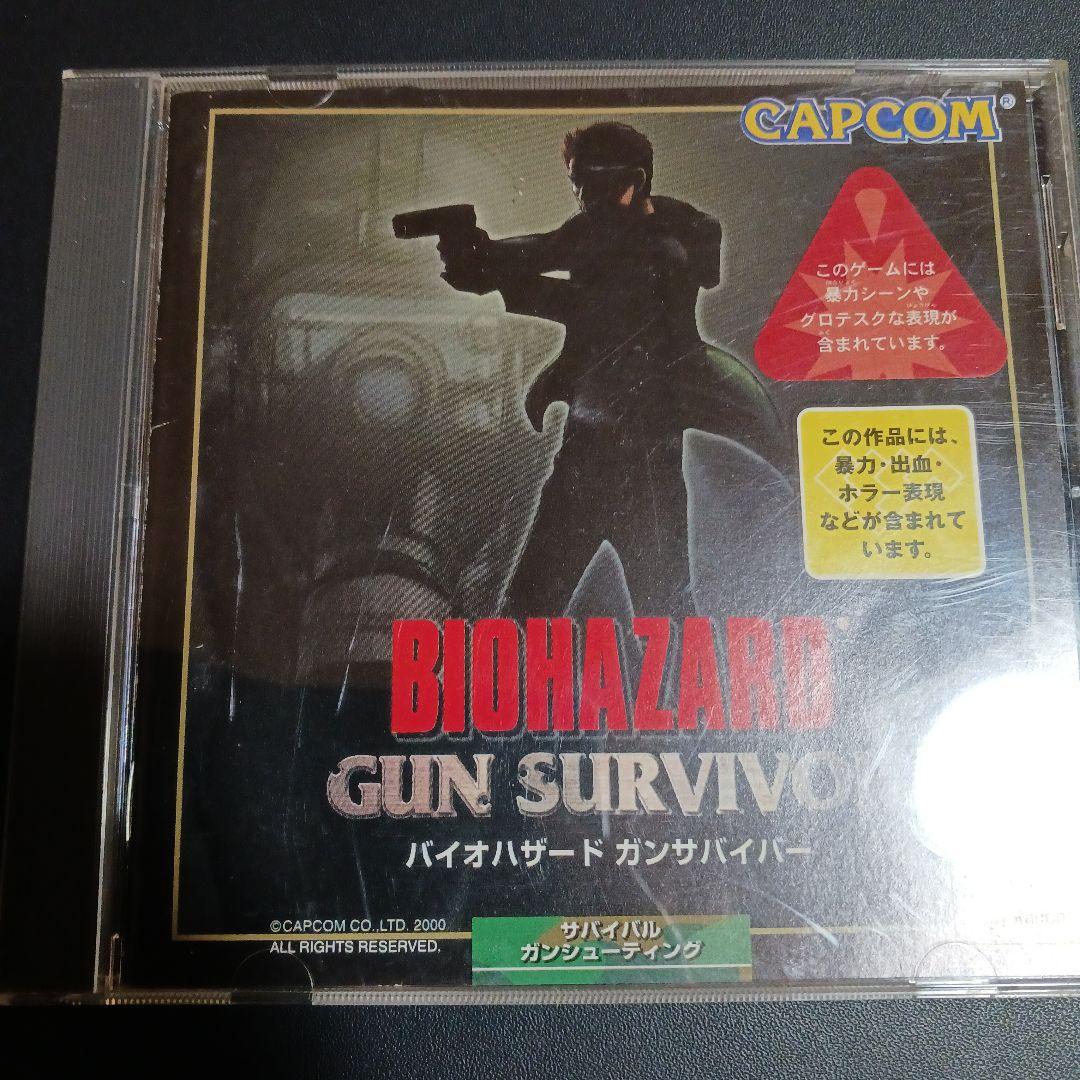 CAPCOM®
このゲームには
暴力シーンや
グロテスクな表現が
含まれています。
この作品には、
暴力・出血・
ホラー表現
などが含まれて
います。
BIOHAZARD
GUN SURVIVOR
バイオハザード ガンサバイバー
©CAPCOM CO.,LTD. 2000
ALL RIGHTS RESERVED.
サバイバル
ガンシューティング